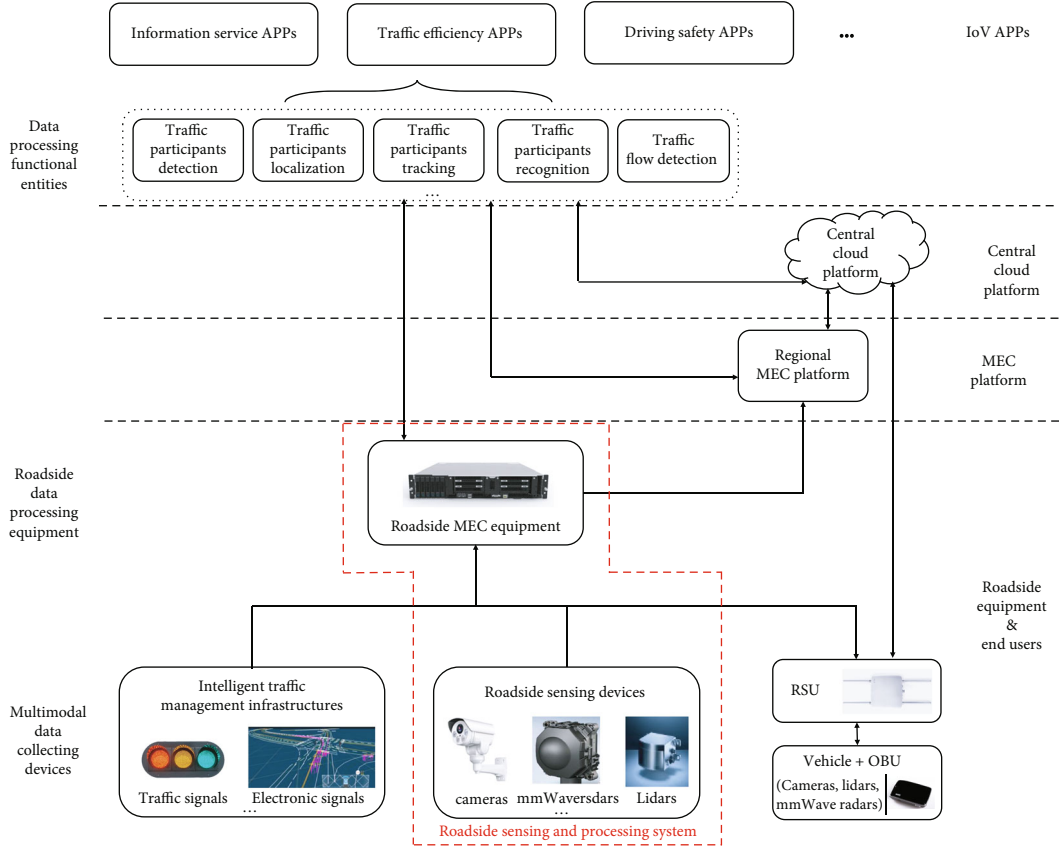 Information service APPs
Traffic efficiency APPs
Driving safety APPs
...
IoV APPs
Data
processing
functional
entities
Traffic
participants
detection
Traffic
participants
localization
Traffic
participants
tracking
Traffic
participants
recognition
Traffic
flow detection
...
Central
cloud
platform
Central
cloud
platform
Regional
MEC platform
MEC
platform
Roadside
data
processing
equipment
Roadside MEC equipment
Roadside
equipment
&
end users
Multimodal
data
collecting
devices
Intelligent traffic
management infrastructures
Traffic signals
Electronic signals
...
Roadside sensing devices
cameras
mmWaversdars
Lidars
...
Roadside sensing and processing system
RSU
Vehicle + OBU
(Cameras, lidars,
mmWave radars)